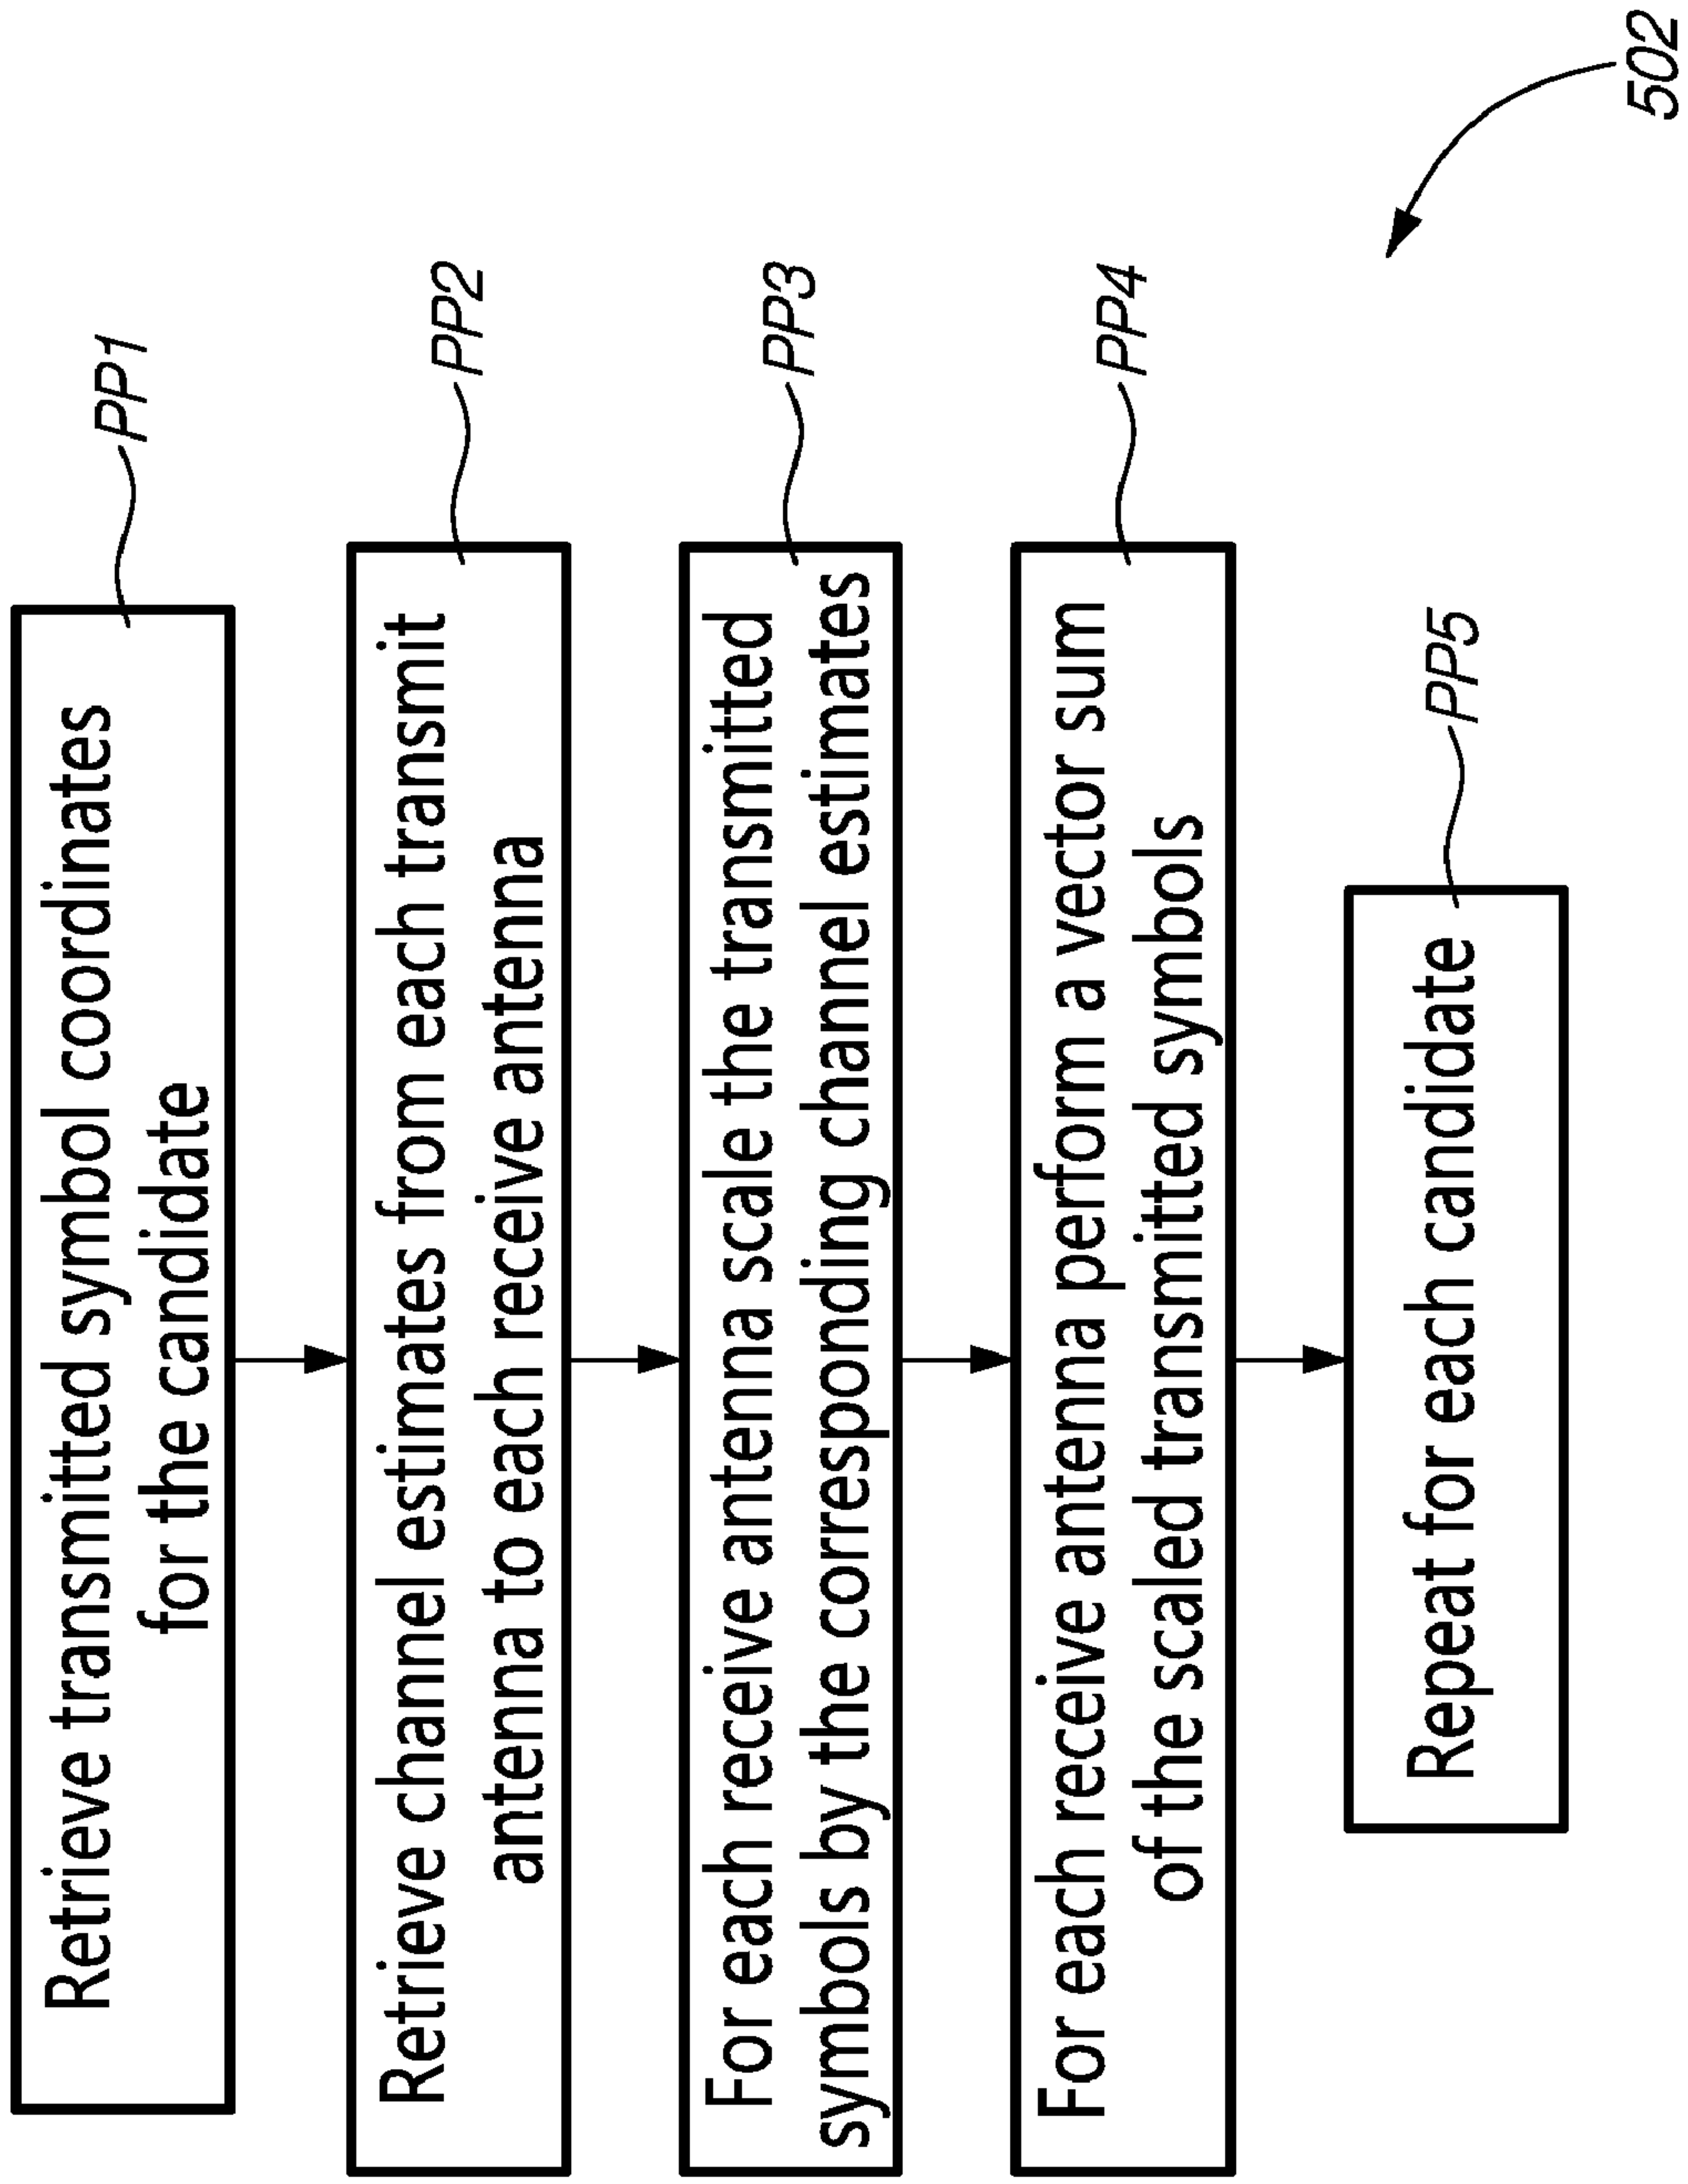 Retrieve transmitted symbol coordinates
for the candidate
PP1
Retrieve channel estimates from each transmit
antenna to each receive antenna
PP2
For each receive antenna scale the transmitted
symbols by the corresponding channel estimates
PP3
For each receive antenna perform a vector sum
of the scaled transmitted symbols
PP4
Repeat for each candidate
PP5
502